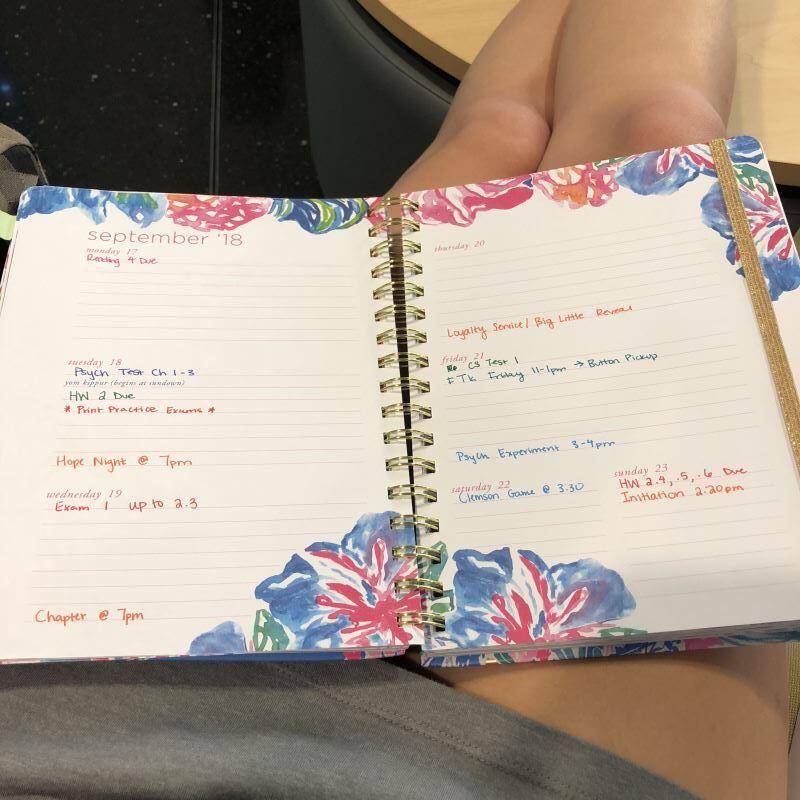 september '18
monday 17
Reading 4 Due
tuesday 18
Psych Test Ch 1-3
yom kippur (begins at sundown)
HW 2 Due
* Print Practice Exams *
Hope Night @ 7pm
wednesday 19
Exam 1 up to 2.3
Chapter @ 7pm
thursday 20
Loyalty Service / Big Little Reveal
friday 21
CS Test 1
TK Friday 11-1pm → Button Pickup
Psych Experiment 3-4pm
saturday 22
Clemson Game @ 3:30
sunday 23
HW 2.4, .5, .6 Due
Initiation 2:20pm